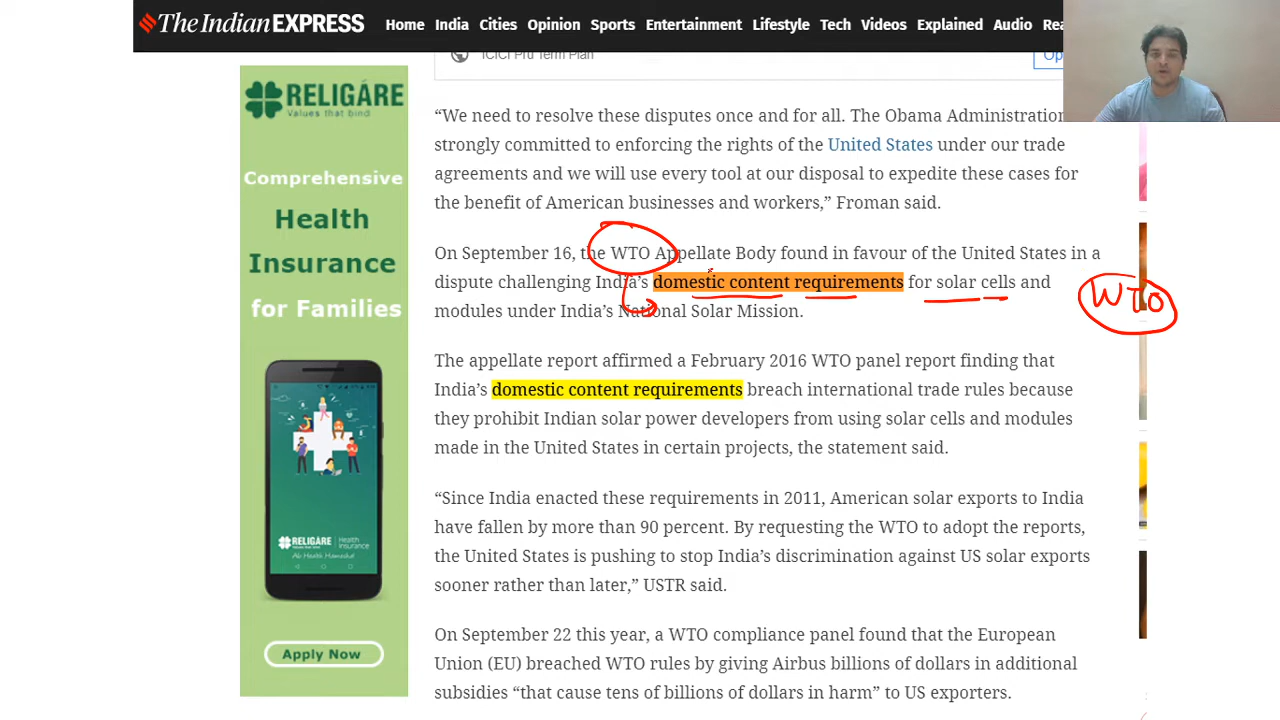 The Indian EXPRESS
Home India Cities Opinion Sports Entertainment Lifestyle Tech Videos Explained Audio
ICICI Pru Term Plan
RELIGARE
Values that bind
Comprehensive
Health
Insurance
for Families
RELIGARE Health Insurance
Ab Health Hamesha!
Apply Now
“We need to resolve these disputes once and for all. The Obama Administration
strongly committed to enforcing the rights of the United States under our trade
agreements and we will use every tool at our disposal to expedite these cases for
the benefit of American businesses and workers,” Froman said.
On September 16, the WTO Appellate Body found in favour of the United States in a
dispute challenging India’s domestic content requirements for solar cells and
modules under India’s National Solar Mission.
WTO
The appellate report affirmed a February 2016 WTO panel report finding that
India’s domestic content requirements breach international trade rules because
they prohibit Indian solar power developers from using solar cells and modules
made in the United States in certain projects, the statement said.
“Since India enacted these requirements in 2011, American solar exports to India
have fallen by more than 90 percent. By requesting the WTO to adopt the reports,
the United States is pushing to stop India’s discrimination against US solar exports
sooner rather than later,” USTR said.
On September 22 this year, a WTO compliance panel found that the European
Union (EU) breached WTO rules by giving Airbus billions of dollars in additional
subsidies “that cause tens of billions of dollars in harm” to US exporters.